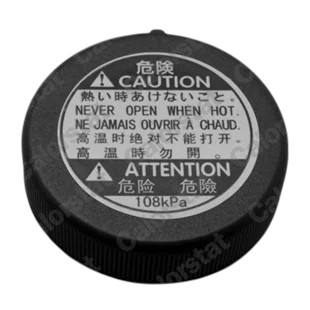 危険
CAUTION
熱い時あけないこと。
NEVER OPEN WHEN HOT.
NE JAMAIS OUVRIR À CHAUD.
高温时绝对不能打开.
高溫時勿開。
ATTENTION
危险 危險
108kPa
Calorstat